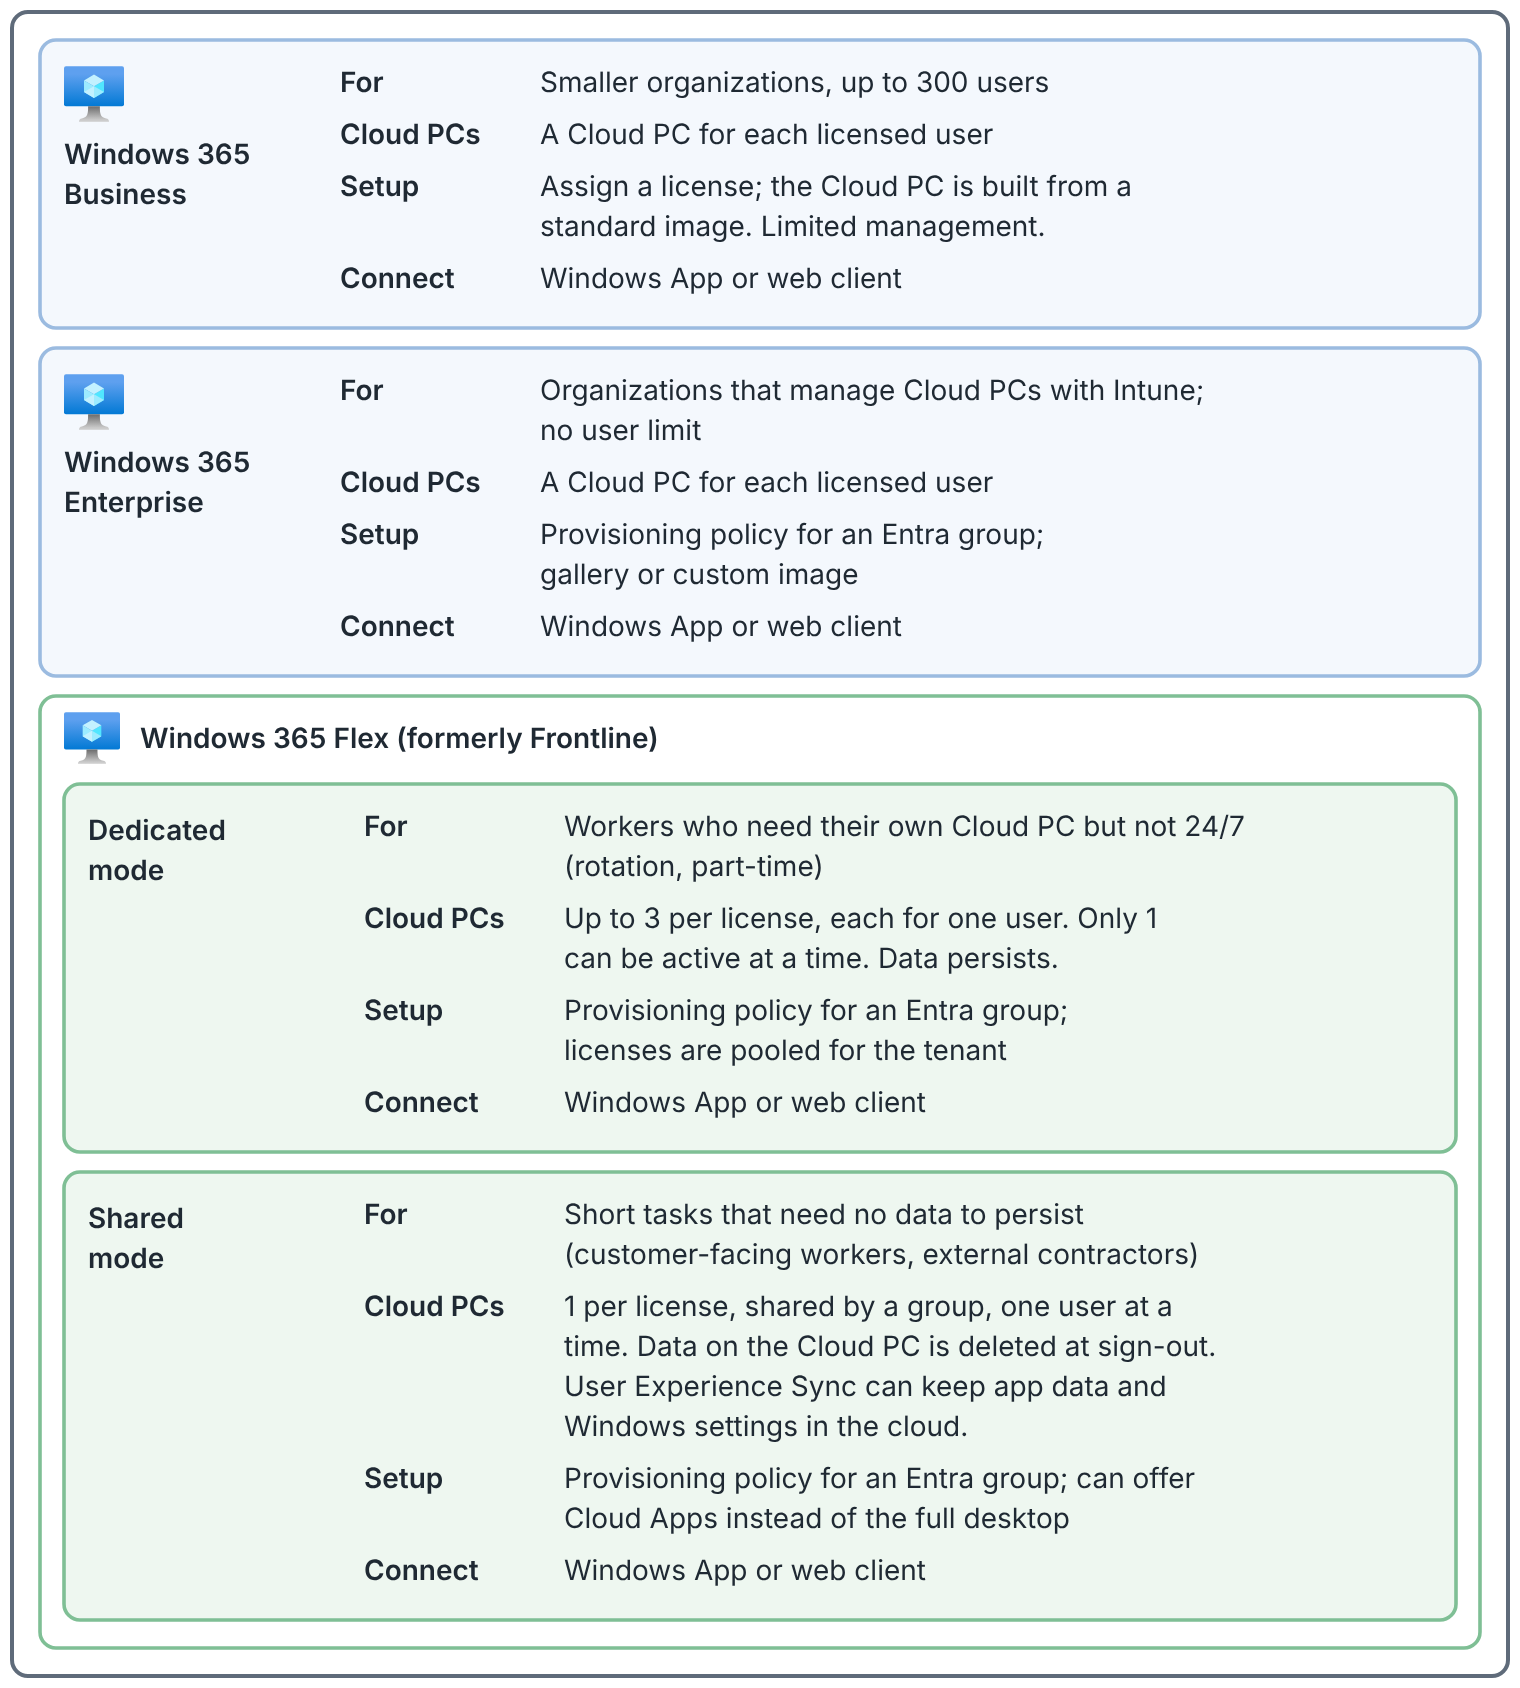 Windows 365
Business
For
Smaller organizations, up to 300 users
Cloud PCs
A Cloud PC for each licensed user
Setup
Assign a license; the Cloud PC is built from a
standard image. Limited management.
Connect
Windows App or web client
Windows 365
Enterprise
For
Organizations that manage Cloud PCs with Intune;
no user limit
Cloud PCs
A Cloud PC for each licensed user
Setup
Provisioning policy for an Entra group;
gallery or custom image
Connect
Windows App or web client
Windows 365 Flex (formerly Frontline)
Dedicated
mode
For
Workers who need their own Cloud PC but not 24/7
(rotation, part-time)
Cloud PCs
Up to 3 per license, each for one user. Only 1
can be active at a time. Data persists.
Setup
Provisioning policy for an Entra group;
licenses are pooled for the tenant
Connect
Windows App or web client
Shared
mode
For
Short tasks that need no data to persist
(customer-facing workers, external contractors)
Cloud PCs
1 per license, shared by a group, one user at a
time. Data on the Cloud PC is deleted at sign-out.
User Experience Sync can keep app data and
Windows settings in the cloud.
Setup
Provisioning policy for an Entra group; can offer
Cloud Apps instead of the full desktop
Connect
Windows App or web client